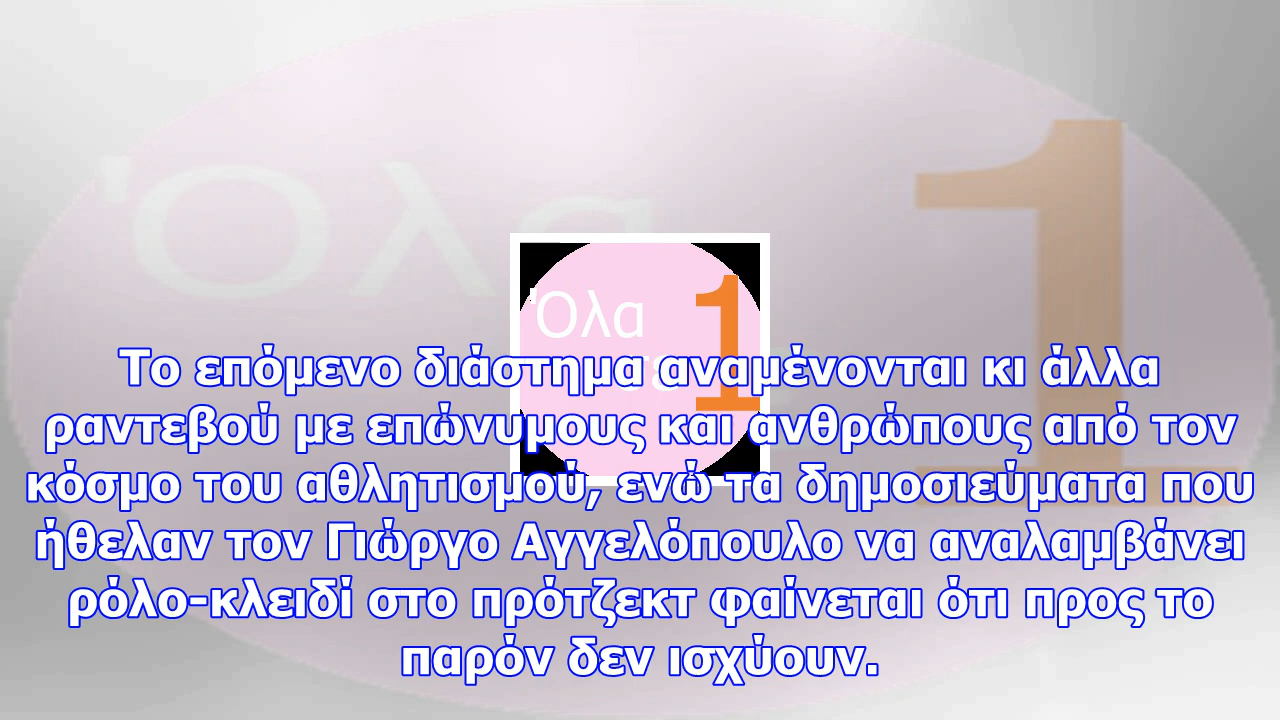 Όλα
1
Όλα
1
Το επόμενο διάστημα αναμένονται κι άλλα
ραντεβού με επώνυμους και ανθρώπους από τον
κόσμο του αθλητισμού, ενώ τα δημοσιεύματα που
ήθελαν τον Γιώργο Αγγελόπουλο να αναλαμβάνει
ρόλο-κλειδί στο πρότζεκτ φαίνεται ότι προς το
παρόν δεν ισχύουν.